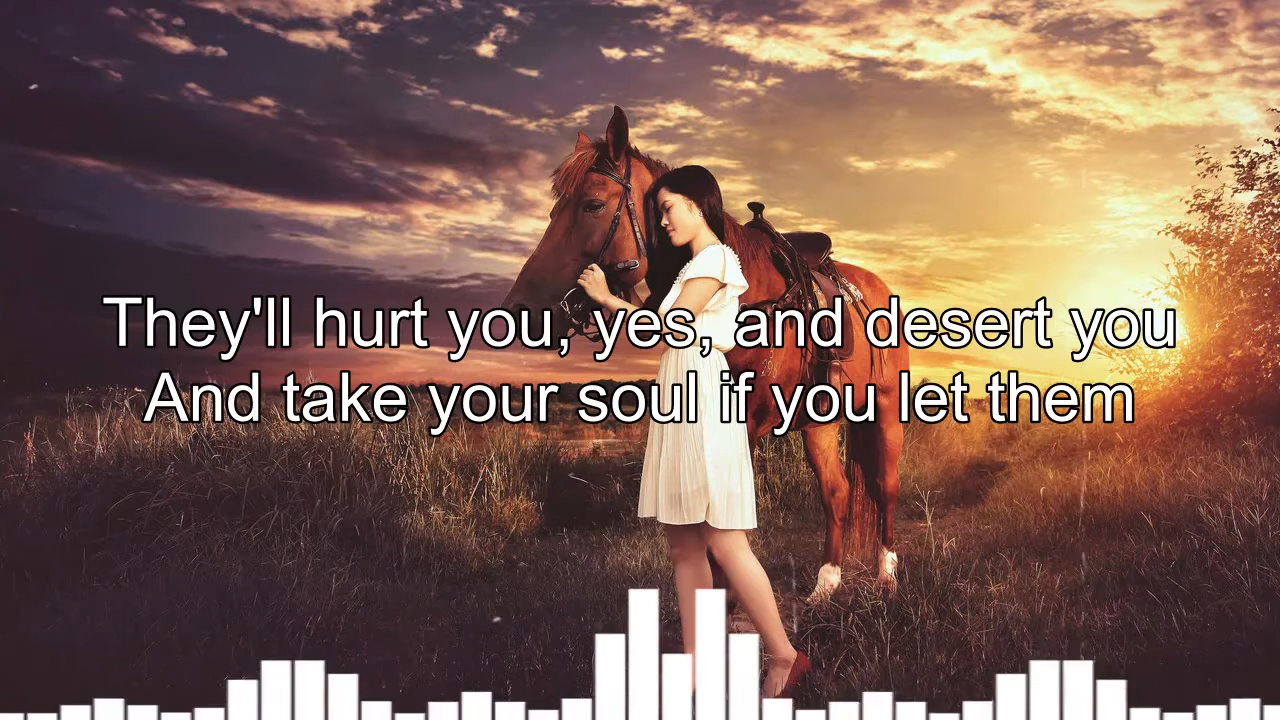 They'll hurt you, yes, and desert you
And take your soul if you let them